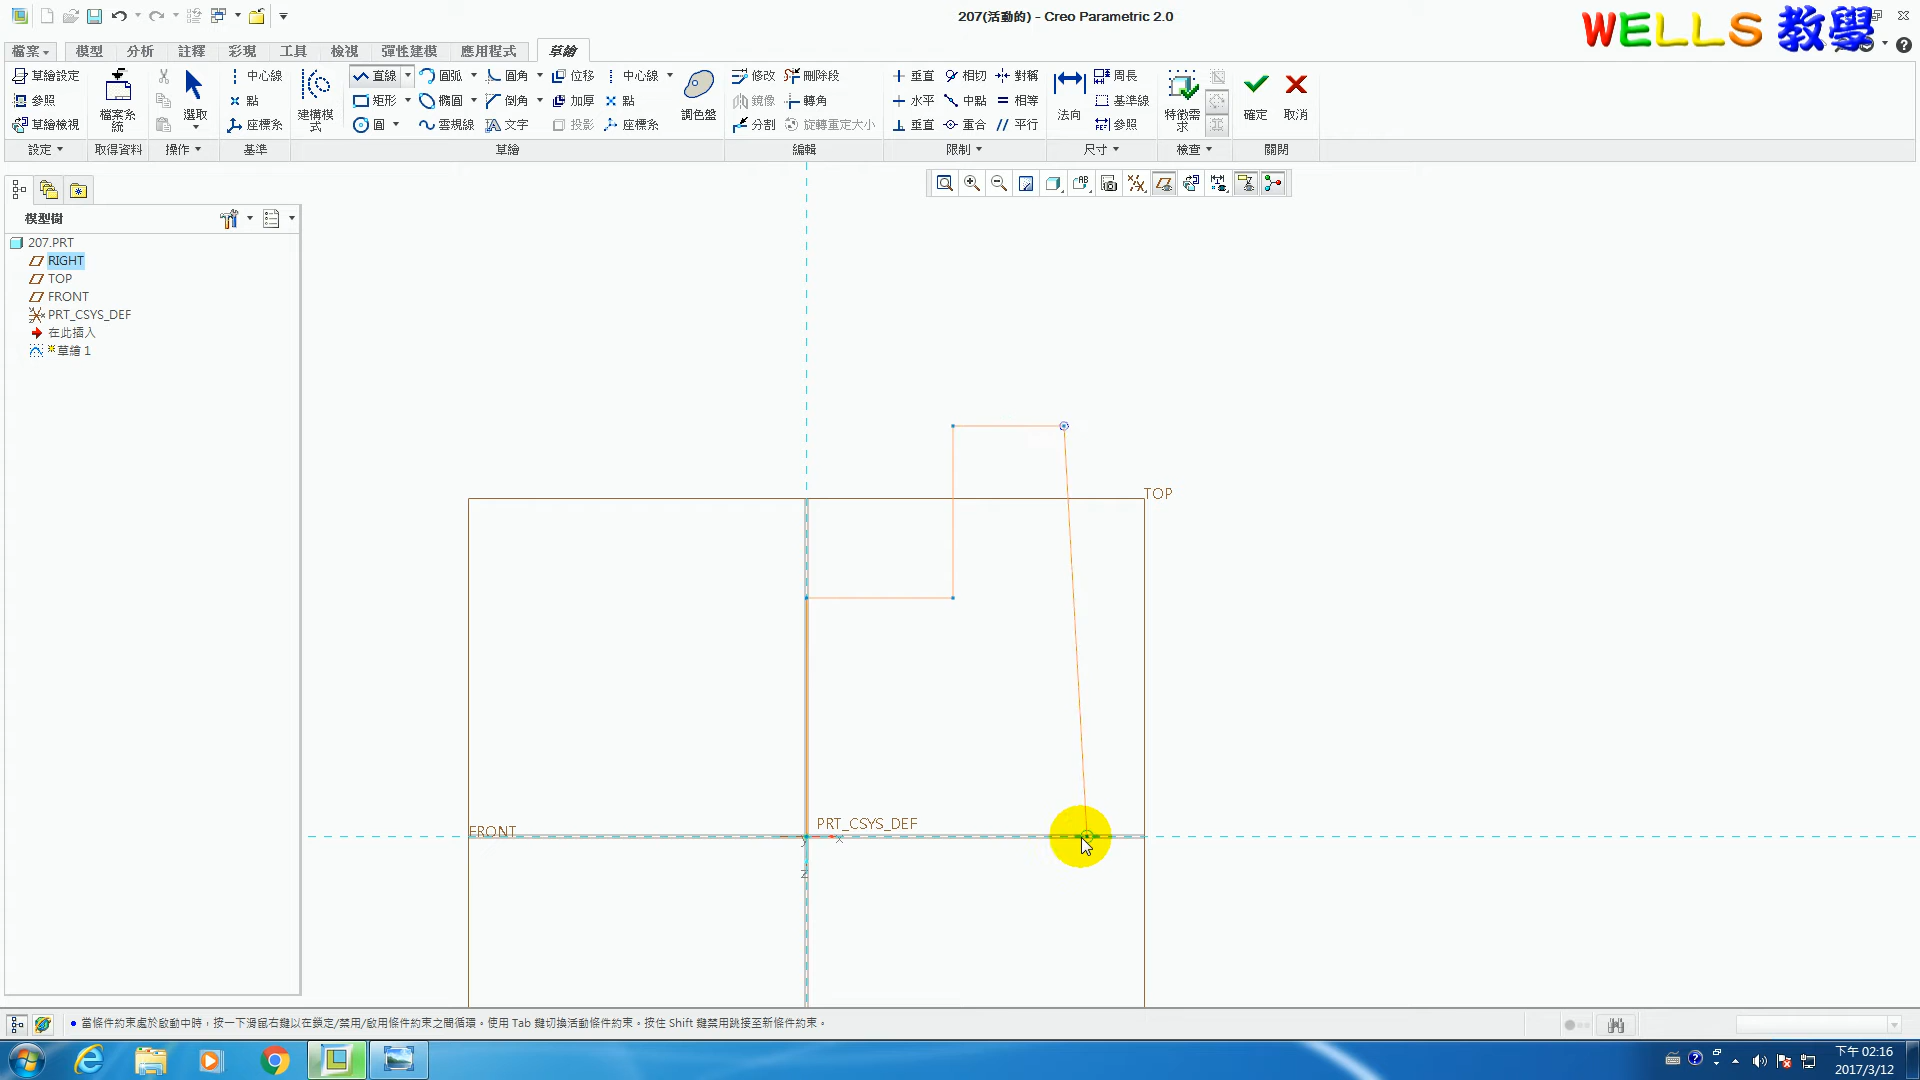 207(活動的) - Creo Parametric 2.0
WELLS 教學
檔案 模型 分析 註釋 彩現 工具 檢視 彈性建模 應用程式 草繪
草繪設定
參照
草繪檢視
檔案系統
選取
中心線
點
座標系
建構模式
直線 圓弧 圓角 位移 中心線
矩形 橢圓 倒角 加厚 點
圓 雲規線 文字 投影 座標系
調色盤
修改 刪除段
鏡像 轉角
分割 旋轉重定大小
垂直 相切 對稱
水平 中點 相等
垂直 重合 平行
法向
周長
基準線
參照
特徵需求
確定 取消
設定 取得資料 操作 基準 草繪 編輯 限制 尺寸 檢查 關閉
模型樹
207.PRT
RIGHT
TOP
FRONT
PRT_CSYS_DEF
在此插入
草繪 1
TOP
PRT_CSYS_DEF
FRONT
X
y
Z
當條件約束處於啟動中時，按一下滑鼠右鍵以在鎖定/禁用/啟用條件約束之間循環。使用 Tab 鍵切換活動條件約束。按住 Shift 鍵禁用跳接至新條件約束。
下午 02:16
2017/3/12